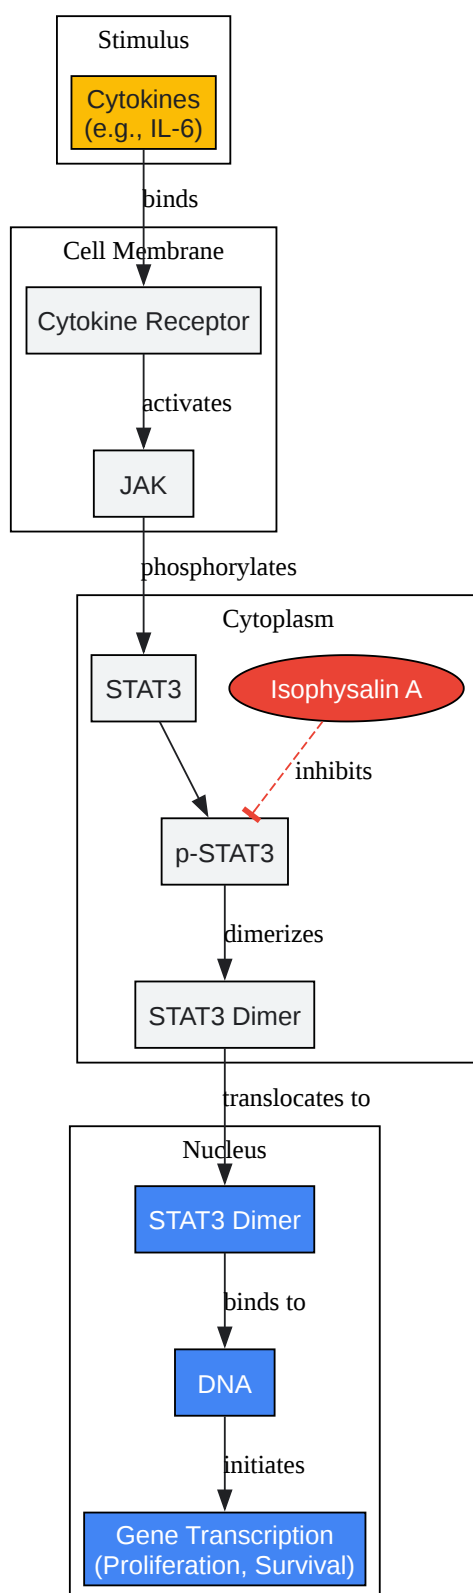 Stimulus
Cytokines
(e.g., IL-6)
binds
Cell Membrane
Cytokine Receptor
activates
JAK
phosphorylates
Cytoplasm
STAT3
Isophysalin A
inhibits
p-STAT3
dimerizes
STAT3 Dimer
translocates to
Nucleus
STAT3 Dimer
binds to
DNA
initiates
Gene Transcription
(Proliferation, Survival)